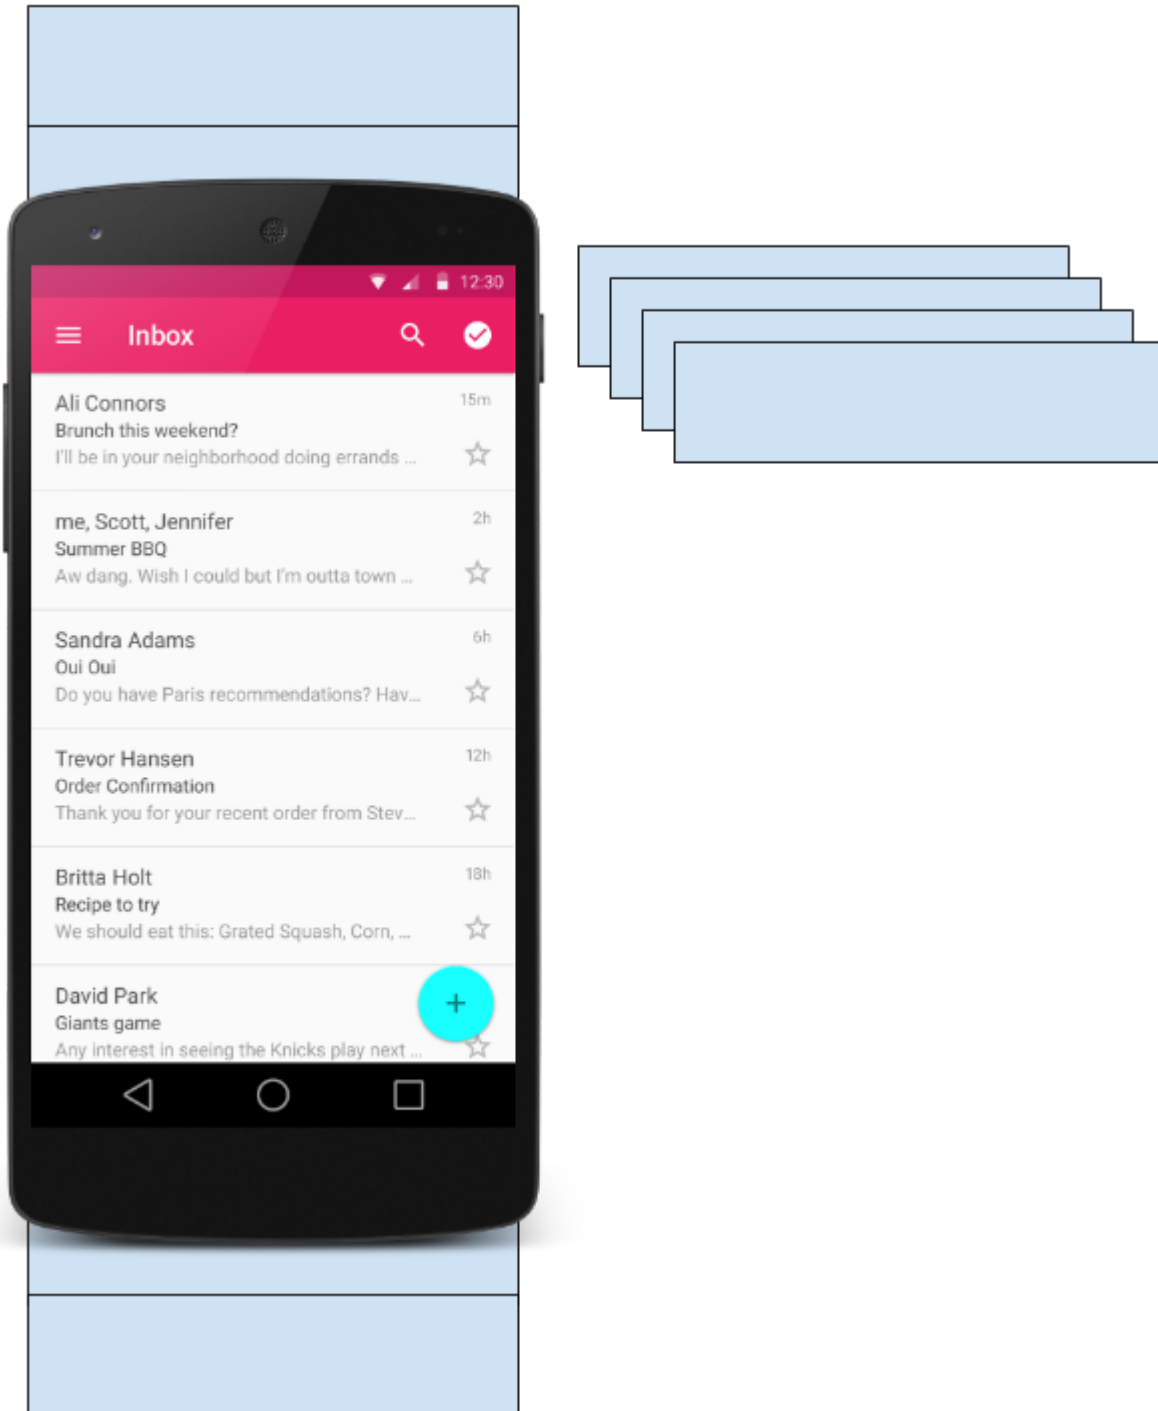 12:30
Inbox
Ali Connors 15m
Brunch this weekend?
I'll be in your neighborhood doing errands ...
me, Scott, Jennifer 2h
Summer BBQ
Aw dang. Wish I could but I'm outta town ...
Sandra Adams 6h
Oui Oui
Do you have Paris recommendations? Hav...
Trevor Hansen 12h
Order Confirmation
Thank you for your recent order from Stev...
Britta Holt 18h
Recipe to try
We should eat this: Grated Squash, Corn, ...
David Park
Giants game
Any interest in seeing the Knicks play next ...